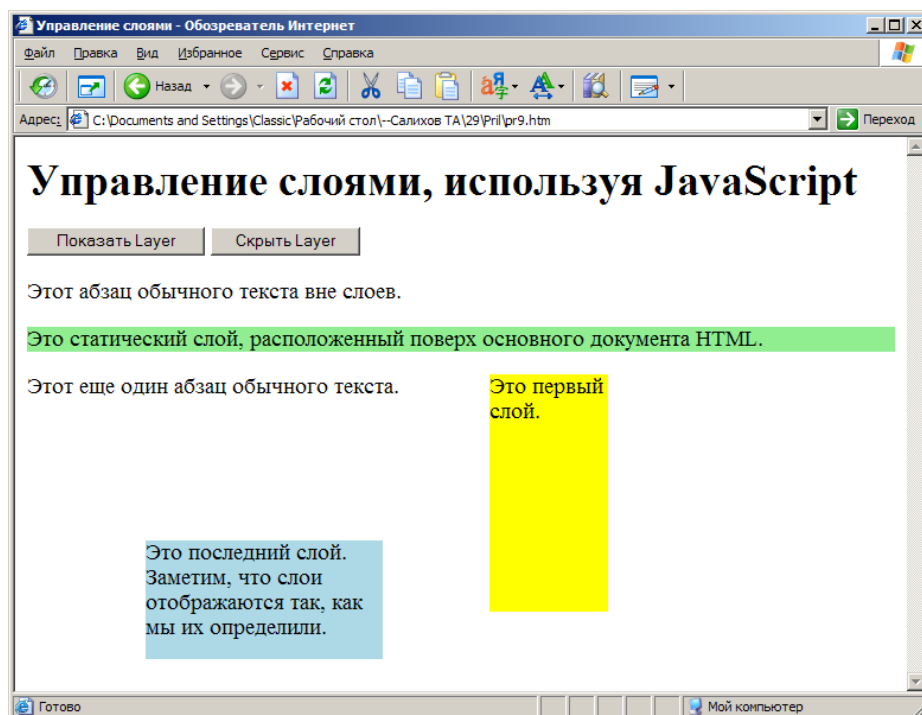 Управление слоями - Обозреватель Интернет
Файл Правка Вид Избранное Сервис Справка
Назад
Адрес: C:\Documents and Settings\Classic\Рабочий стол\--Салихов ТА\29\Pril\pr9.htm Переход
Управление слоями, используя JavaScript
Показать Layer Скрыть Layer
Этот абзац обычного текста вне слоев.
Это статический слой, расположенный поверх основного документа HTML.
Этот еще один абзац обычного текста.
Это первый
слой.
Это последний слой.
Заметим, что слои
отображаются так, как
мы их определили.
Готово Мой компьютер